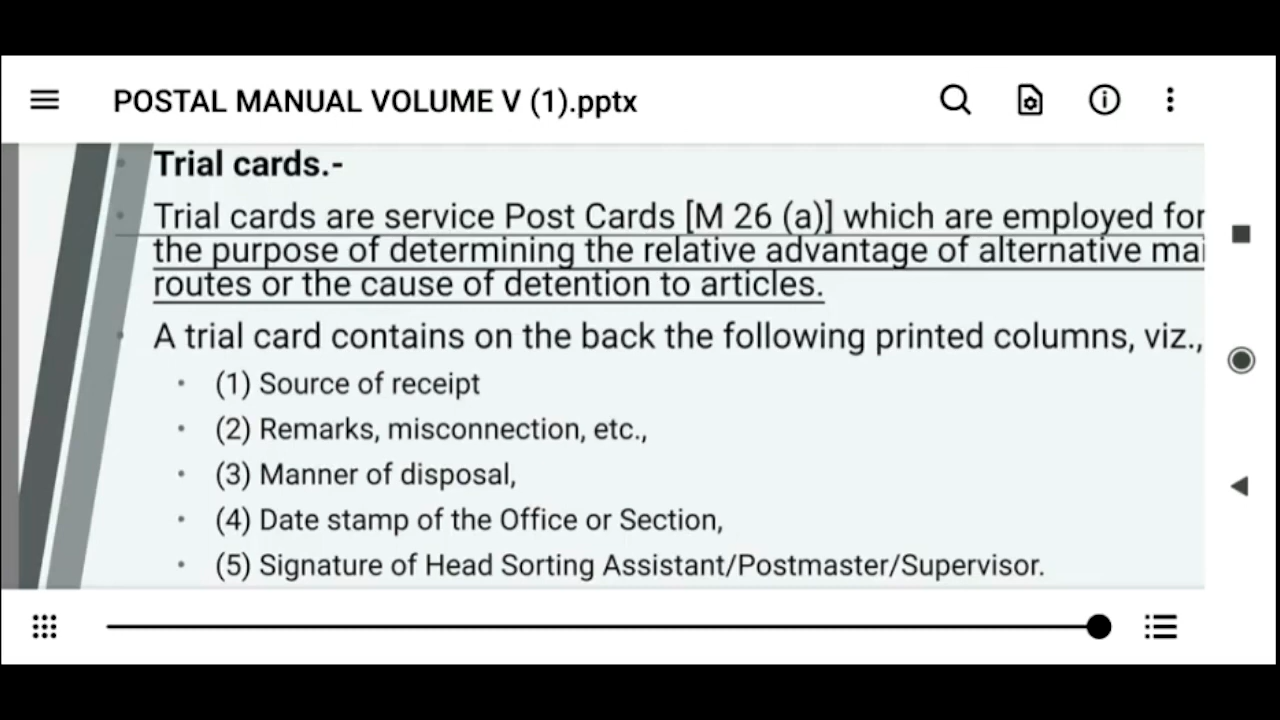 POSTAL MANUAL VOLUME V (1).pptx
Trial cards.-
Trial cards are service Post Cards [M 26 (a)] which are employed for
the purpose of determining the relative advantage of alternative mai
routes or the cause of detention to articles.
A trial card contains on the back the following printed columns, viz.,
(1) Source of receipt
(2) Remarks, misconnection, etc.,
(3) Manner of disposal,
(4) Date stamp of the Office or Section,
(5) Signature of Head Sorting Assistant/Postmaster/Supervisor.